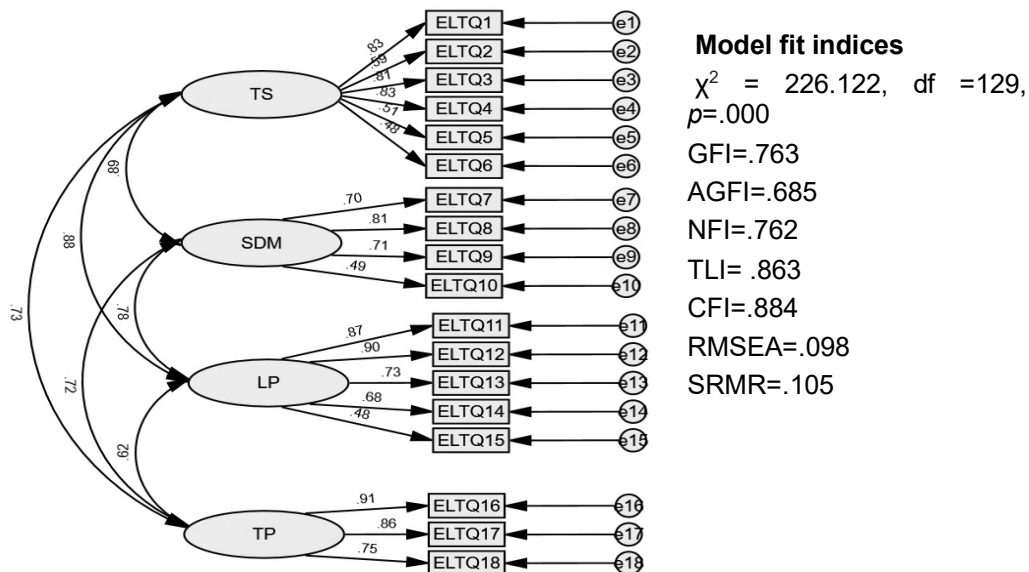 ELTQ1 e1
.83
ELTQ2 e2
.59
ELTQ3 e3
.81
TS
ELTQ4 e4
.83
ELTQ5 e5
.51
ELTQ6 e6
.48
.68
.88
.73
.70
ELTQ7 e7
.81
ELTQ8 e8
SDM
.71
ELTQ9 e9
.49
ELTQ10 e10
.78
.72
.87
ELTQ11 e11
.90
ELTQ12 e12
LP
.73
ELTQ13 e13
.68
ELTQ14 e14
.48
ELTQ15 e15
.91
ELTQ16 e16
.86
TP
ELTQ17 e17
.75
ELTQ18 e18
Model fit indices
χ² = 226.122, df =129,
p=.000
GFI=.763
AGFI=.685
NFI=.762
TLI= .863
CFI=.884
RMSEA=.098
SRMR=.105